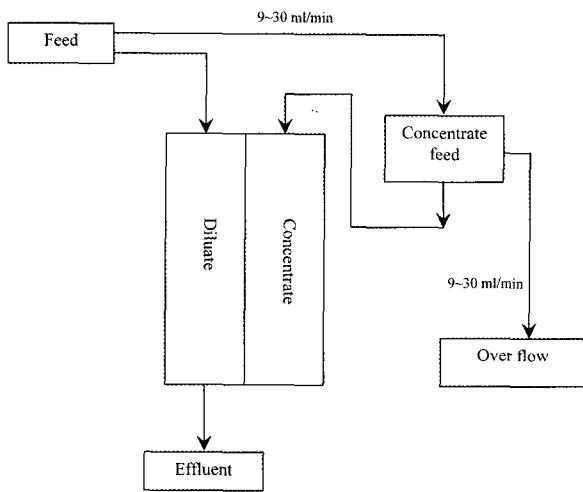 9~30 ml/min
Feed
Concentrate
feed
Diluate
Concentrate
9~30 ml/min
Over flow
Effluent